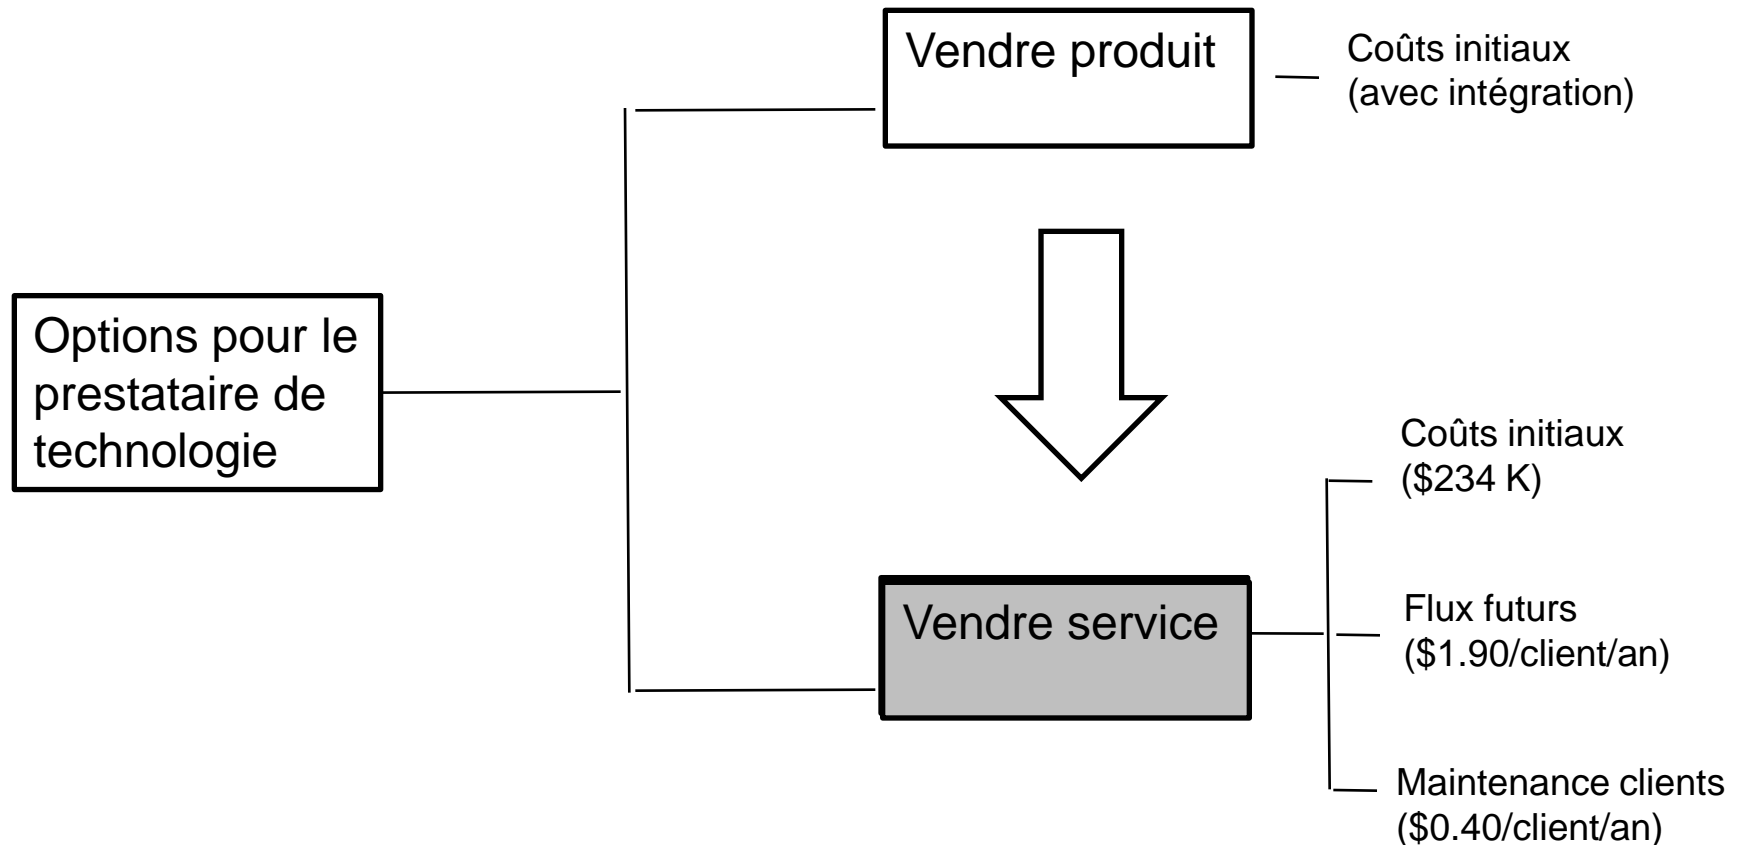 Vendre produit
Coûts initiaux
(avec intégration)
Options pour le
prestataire de
technologie
Coûts initiaux
($234 K)
Vendre service
Flux futurs
($1.90/client/an)
Maintenance clients
($0.40/client/an)